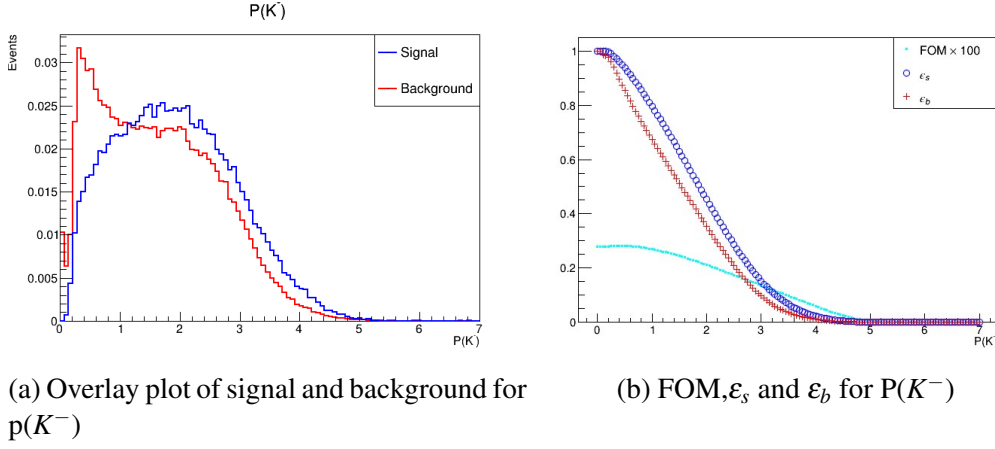 P(K⁻)
Events
0.03
0.025
0.02
0.015
0.01
0.005
0
0 1 2 3 4 5 6 7
P(K⁻)
Signal
Background
1
0.8
0.6
0.4
0.2
0
0 1 2 3 4 5 6 7
P(K⁻
FOM × 100
εₛ
ε_b
(a) Overlay plot of signal and background for
p(K⁻)
(b) FOM,εₛ and ε_b for P(K⁻)